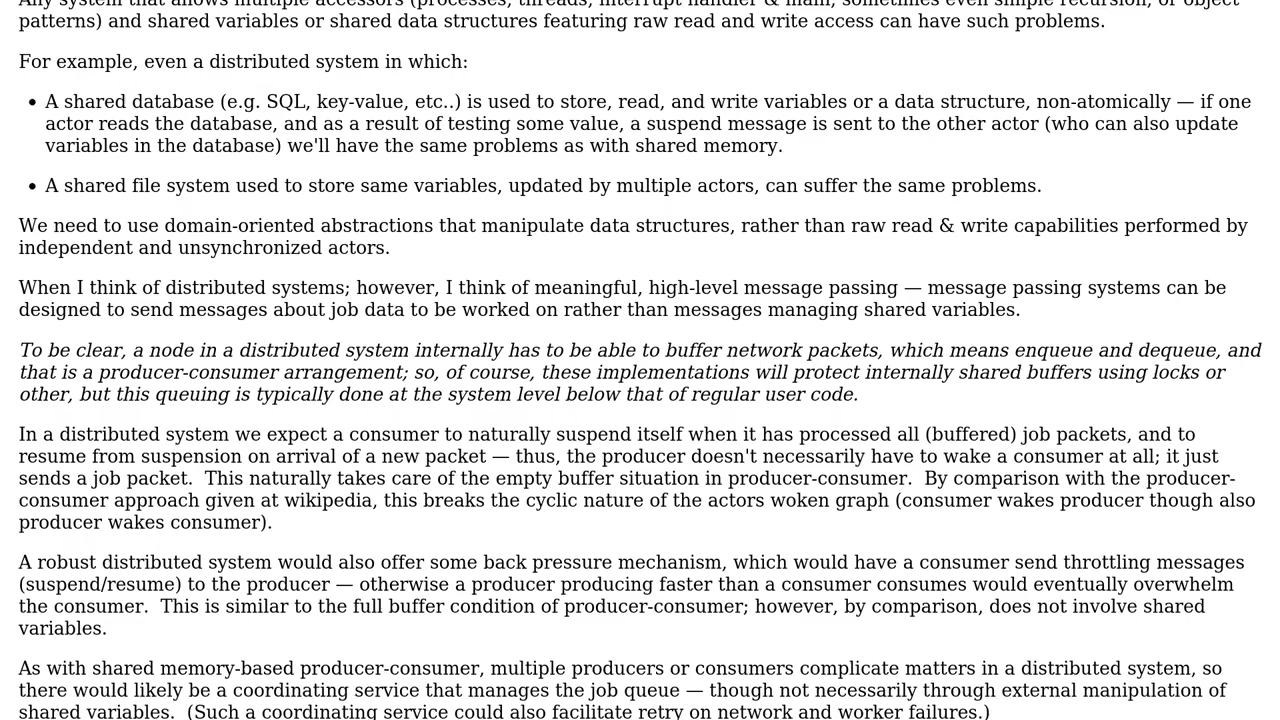 Any system that allows multiple accessors (processes, threads, interrupt handler & main, sometimes even simple recursion, or object
patterns) and shared variables or shared data structures featuring raw read and write access can have such problems.
For example, even a distributed system in which:
• A shared database (e.g. SQL, key-value, etc..) is used to store, read, and write variables or a data structure, non-atomically — if one
actor reads the database, and as a result of testing some value, a suspend message is sent to the other actor (who can also update
variables in the database) we'll have the same problems as with shared memory.
• A shared file system used to store same variables, updated by multiple actors, can suffer the same problems.
We need to use domain-oriented abstractions that manipulate data structures, rather than raw read & write capabilities performed by
independent and unsynchronized actors.
When I think of distributed systems; however, I think of meaningful, high-level message passing — message passing systems can be
designed to send messages about job data to be worked on rather than messages managing shared variables.
To be clear, a node in a distributed system internally has to be able to buffer network packets, which means enqueue and dequeue, and
that is a producer-consumer arrangement; so, of course, these implementations will protect internally shared buffers using locks or
other, but this queuing is typically done at the system level below that of regular user code.
In a distributed system we expect a consumer to naturally suspend itself when it has processed all (buffered) job packets, and to
resume from suspension on arrival of a new packet — thus, the producer doesn't necessarily have to wake a consumer at all; it just
sends a job packet.  This naturally takes care of the empty buffer situation in producer-consumer.  By comparison with the producer-
consumer approach given at wikipedia, this breaks the cyclic nature of the actors woken graph (consumer wakes producer though also
producer wakes consumer).
A robust distributed system would also offer some back pressure mechanism, which would have a consumer send throttling messages
(suspend/resume) to the producer — otherwise a producer producing faster than a consumer consumes would eventually overwhelm
the consumer.  This is similar to the full buffer condition of producer-consumer; however, by comparison, does not involve shared
variables.
As with shared memory-based producer-consumer, multiple producers or consumers complicate matters in a distributed system, so
there would likely be a coordinating service that manages the job queue — though not necessarily through external manipulation of
shared variables.  (Such a coordinating service could also facilitate retry on network and worker failures.)